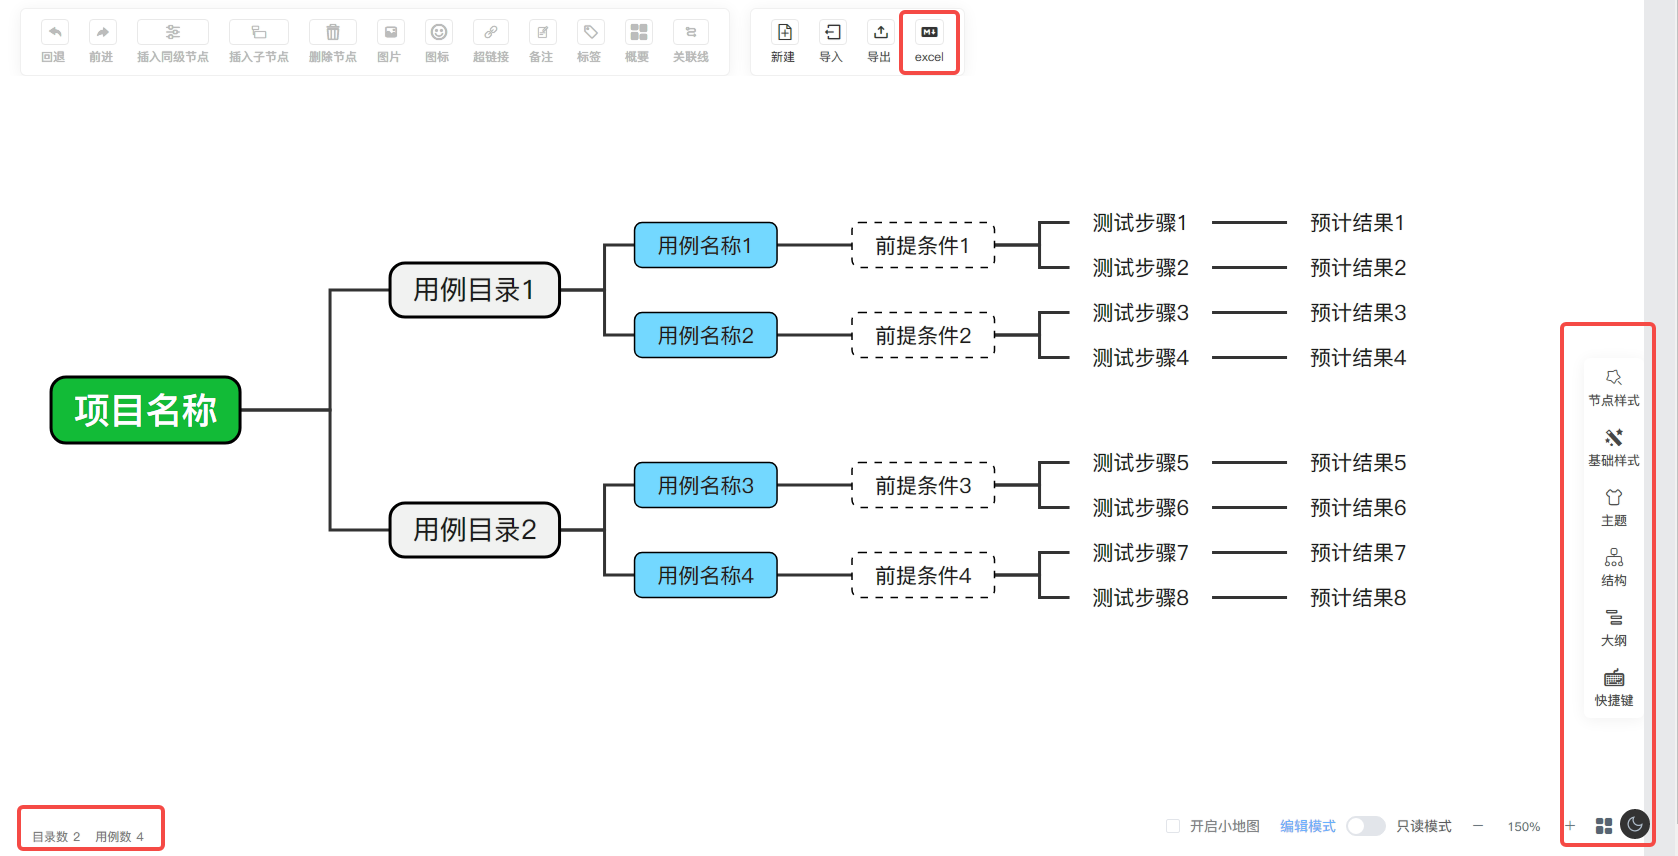 回退 前进 插入同级节点 插入子节点 删除节点 图片 图标 超链接 备注 标签 概要 关联线 新建 导入 导出 excel
测试步骤1 预计结果1
用例名称1 前提条件1
测试步骤2 预计结果2
用例目录1
测试步骤3 预计结果3
用例名称2 前提条件2
测试步骤4 预计结果4
项目名称
测试步骤5 预计结果5
用例名称3 前提条件3
测试步骤6 预计结果6
用例目录2
测试步骤7 预计结果7
用例名称4 前提条件4
测试步骤8 预计结果8
节点样式
基础样式
主题
结构
大纲
快捷键
目录数 2 用例数 4
开启小地图 编辑模式 只读模式 − 150% +